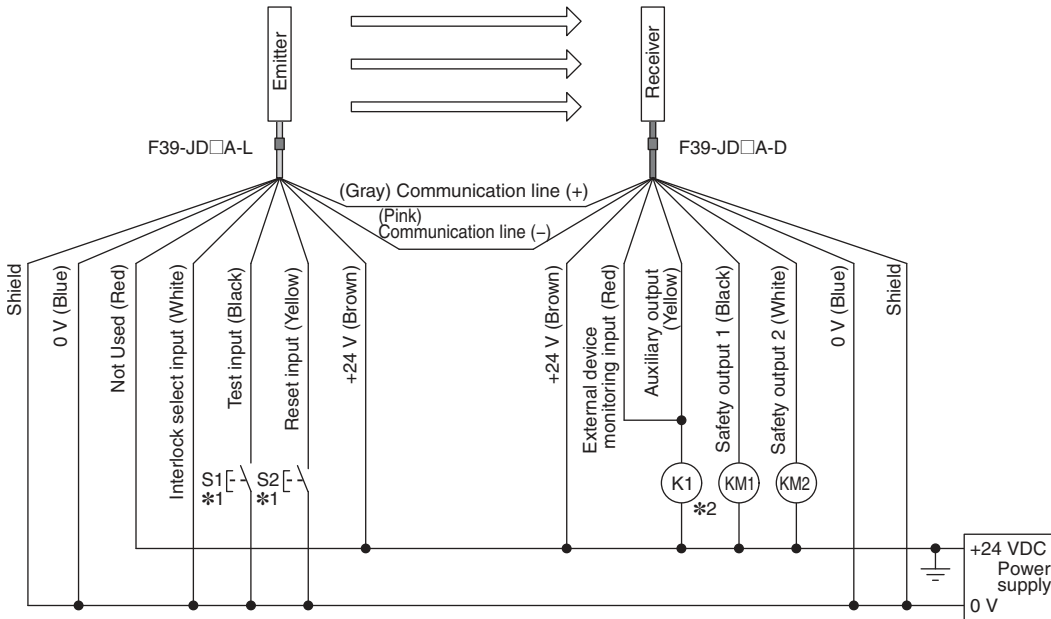 Emitter
Receiver
F39-JD□A-L
F39-JD□A-D
(Gray) Communication line (+)
(Pink)
Communication line (−)
Shield
0 V (Blue)
Not Used (Red)
Interlock select input (White)
Test input (Black)
Reset input (Yellow)
+24 V (Brown)
+24 V (Brown)
External device
monitoring input (Red)
Auxiliary output
(Yellow)
Safety output 1 (Black)
Safety output 2 (White)
0 V (Blue)
Shield
S1
✱1
S2
✱1
K1
✱2
KM1
KM2
+24 VDC
Power
supply
0 V